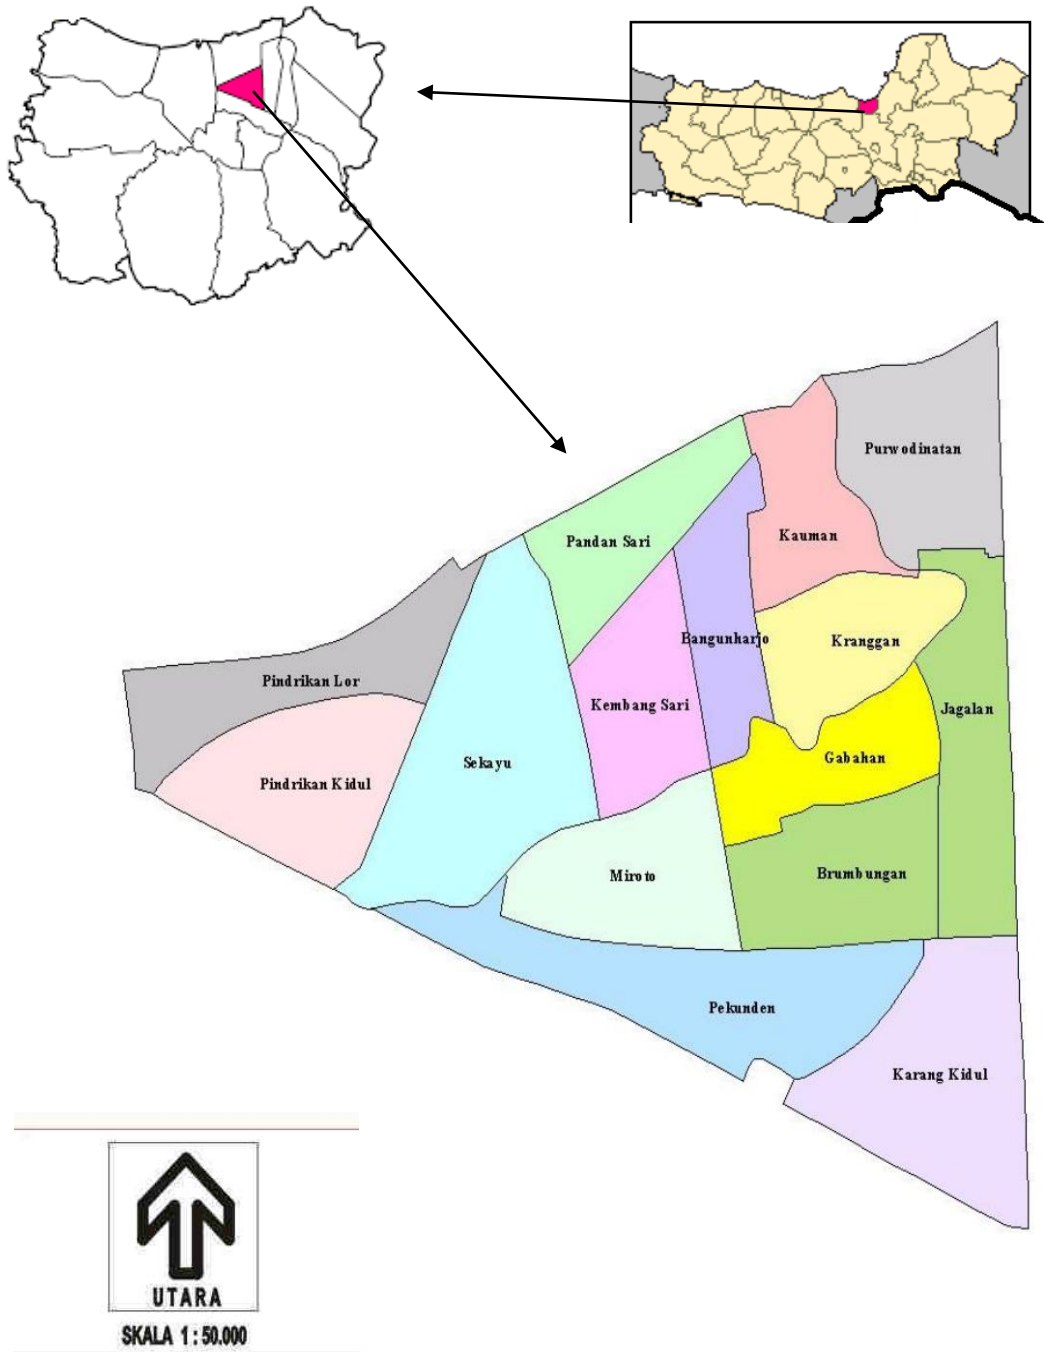 Purwodinatan
Kauman
Pandan Sari
Bangunharjo
Kranggan
Pindrikan Lor
Kembang Sari
Jagalan
Gabahan
Sekayu
Pindrikan Kidul
Miroto
Brumbungan
Pekunden
Karang Kidul
UTARA
SKALA 1 : 50.000